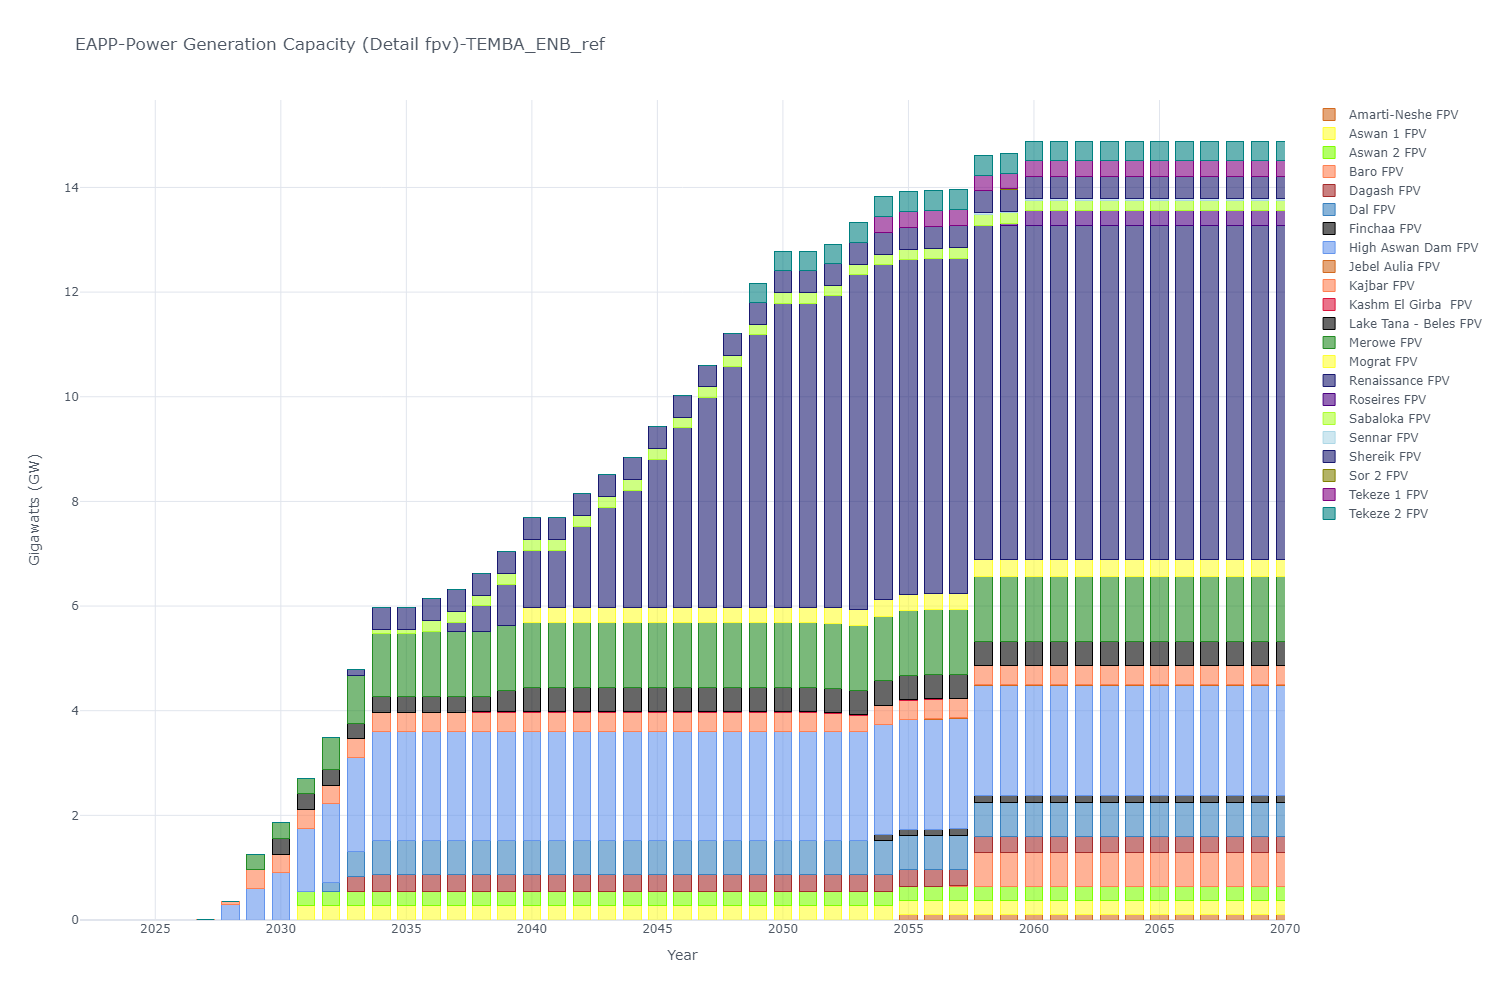 EAPP-Power Generation Capacity (Detail fpv)-TEMBA_ENB_ref
Gigawatts (GW)
14
12
10
8
6
4
2
0
2025
2030
2035
2040
2045
2050
2055
2060
2065
2070
Year
Amarti-Neshe FPV
Aswan 1 FPV
Aswan 2 FPV
Baro FPV
Dagash FPV
Dal FPV
Finchaa FPV
High Aswan Dam FPV
Jebel Aulia FPV
Kajbar FPV
Kashm El Girba  FPV
Lake Tana - Beles FPV
Merowe FPV
Mograt FPV
Renaissance FPV
Roseires FPV
Sabaloka FPV
Sennar FPV
Shereik FPV
Sor 2 FPV
Tekeze 1 FPV
Tekeze 2 FPV